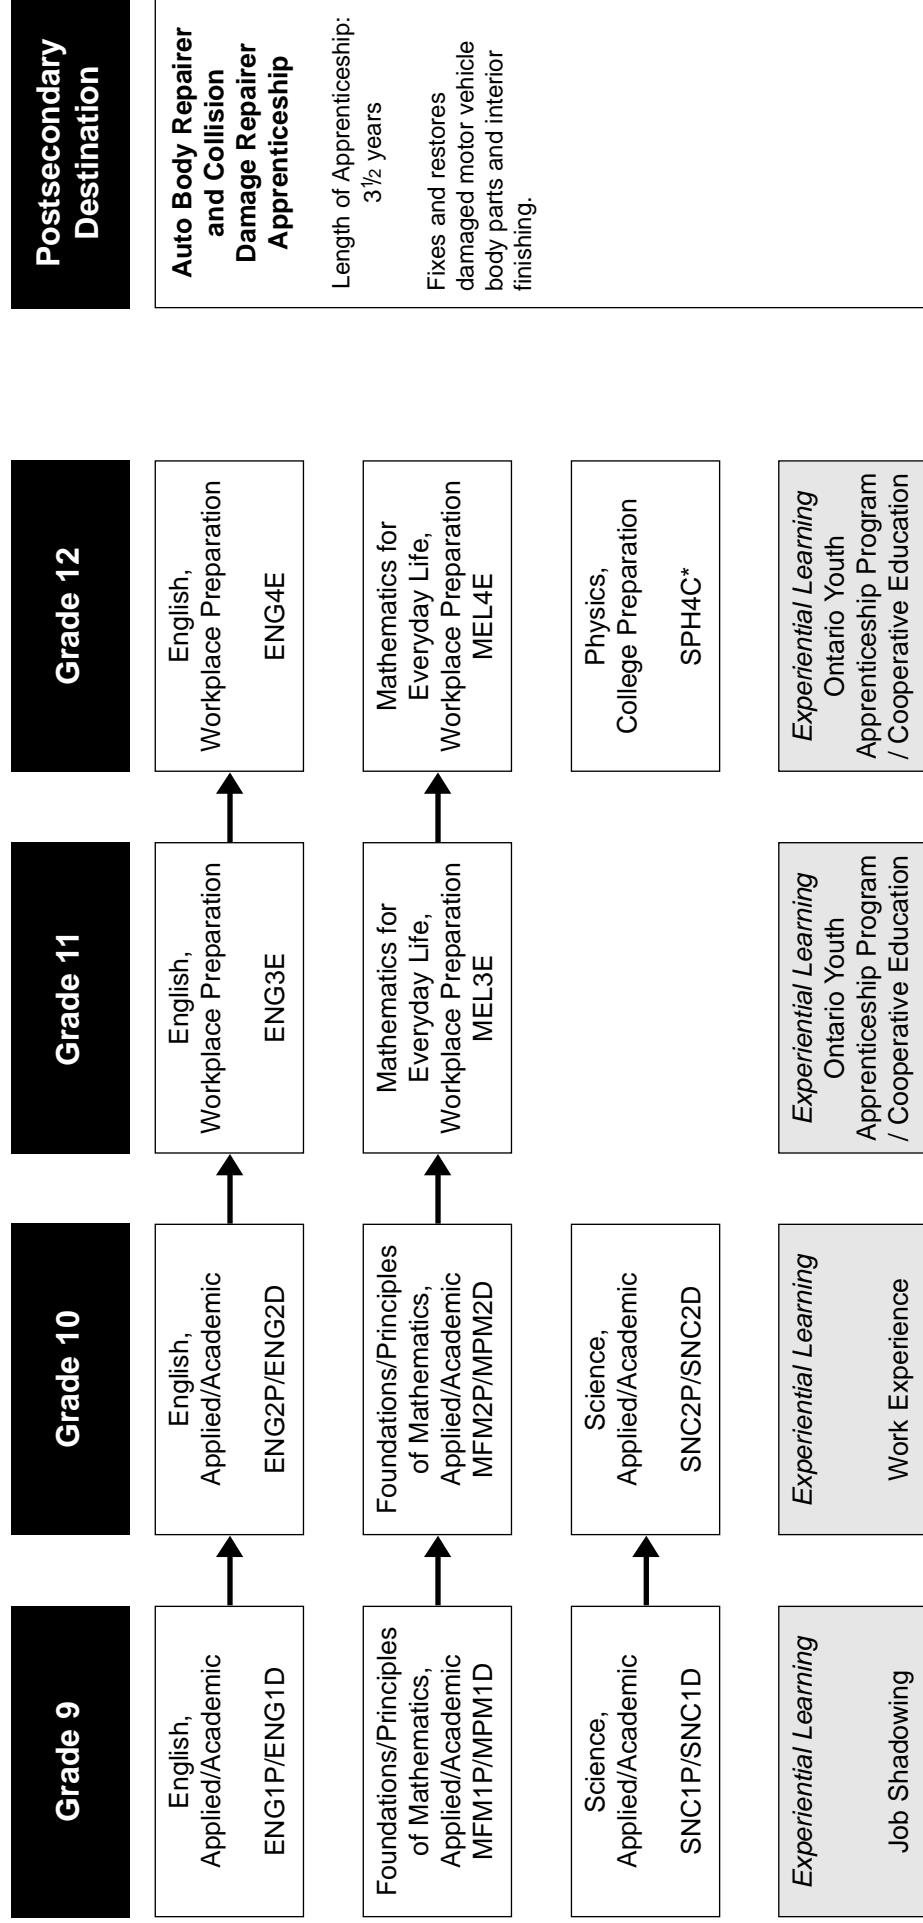 Grade 9
Grade 10
Grade 11
Grade 12
Postsecondary
Destination
English,
Applied/Academic
ENG1P/ENG1D
English,
Applied/Academic
ENG2P/ENG2D
English,
Workplace Preparation
ENG3E
English,
Workplace Preparation
ENG4E
Auto Body Repairer
and Collision
Damage Repairer
Apprenticeship
Length of Apprenticeship:
3½ years
Fixes and restores
damaged motor vehicle
body parts and interior
finishing.
Foundations/Principles
of Mathematics,
Applied/Academic
MFM1P/MPM1D
Foundations/Principles
of Mathematics,
Applied/Academic
MFM2P/MPM2D
Mathematics for
Everyday Life,
Workplace Preparation
MEL3E
Mathematics for
Everyday Life,
Workplace Preparation
MEL4E
Science,
Applied/Academic
SNC1P/SNC1D
Science,
Applied/Academic
SNC2P/SNC2D
Physics,
College Preparation
SPH4C*
Experiential Learning
Job Shadowing
Experiential Learning
Work Experience
Experiential Learning
Ontario Youth
Apprenticeship Program
/ Cooperative Education
Experiential Learning
Ontario Youth
Apprenticeship Program
/ Cooperative Education